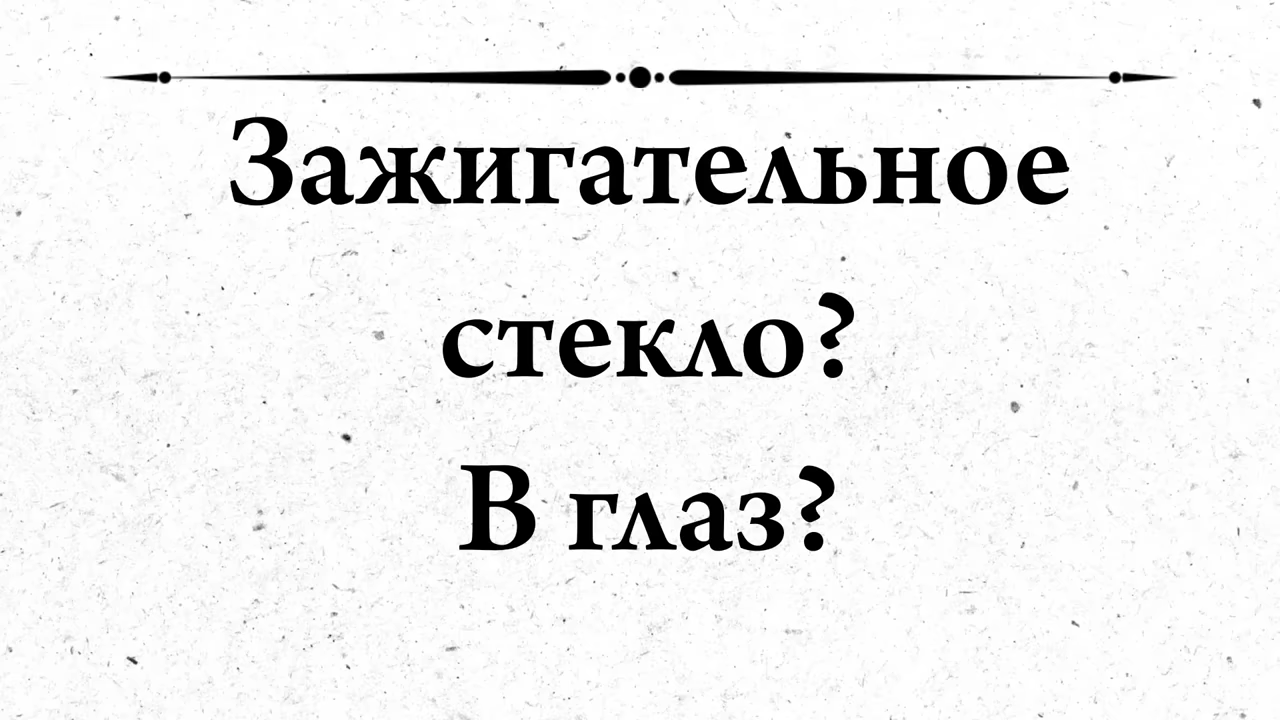 Зажигательное
стекло?
В глаз?